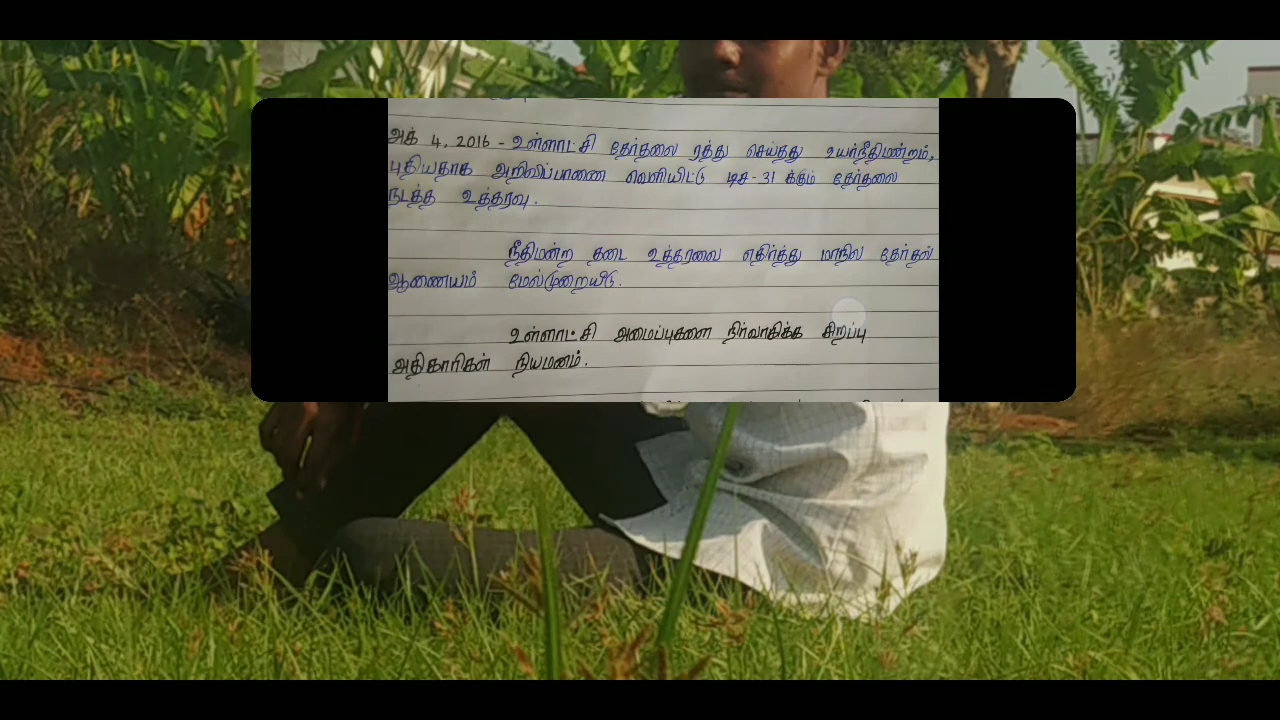 அக் 4, 2016 - உள்ளாட்சி தேர்தலை ரத்து செய்தது உயர்நீதிமன்றம்,
புதியதாக அறிவிப்பாணை வெளியிட்டு டிச - 31 க்கும் தேர்தலை
நடத்த உத்தரவு.
நீதிமன்ற தடை உத்தரவை எதிர்த்து மாநில தேர்தல்
ஆணையம் மேல்முறையீடு.
உள்ளாட்சி அமைப்புகளை நிர்வாகிக்க சிறப்பு
அதிகாரிகள் நியமனம்.